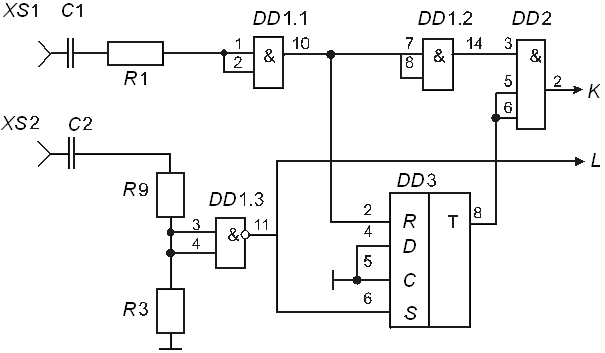 XS1 C1 DD1.1 DD1.2 DD2
1 10 7 14 3
2 & 8 & &
R1 5 2 K
6
XS2 C2
L
R9 DD1.3 DD3
3 11 2 R T 8
4 & 4 D
5 C
R3 6 S